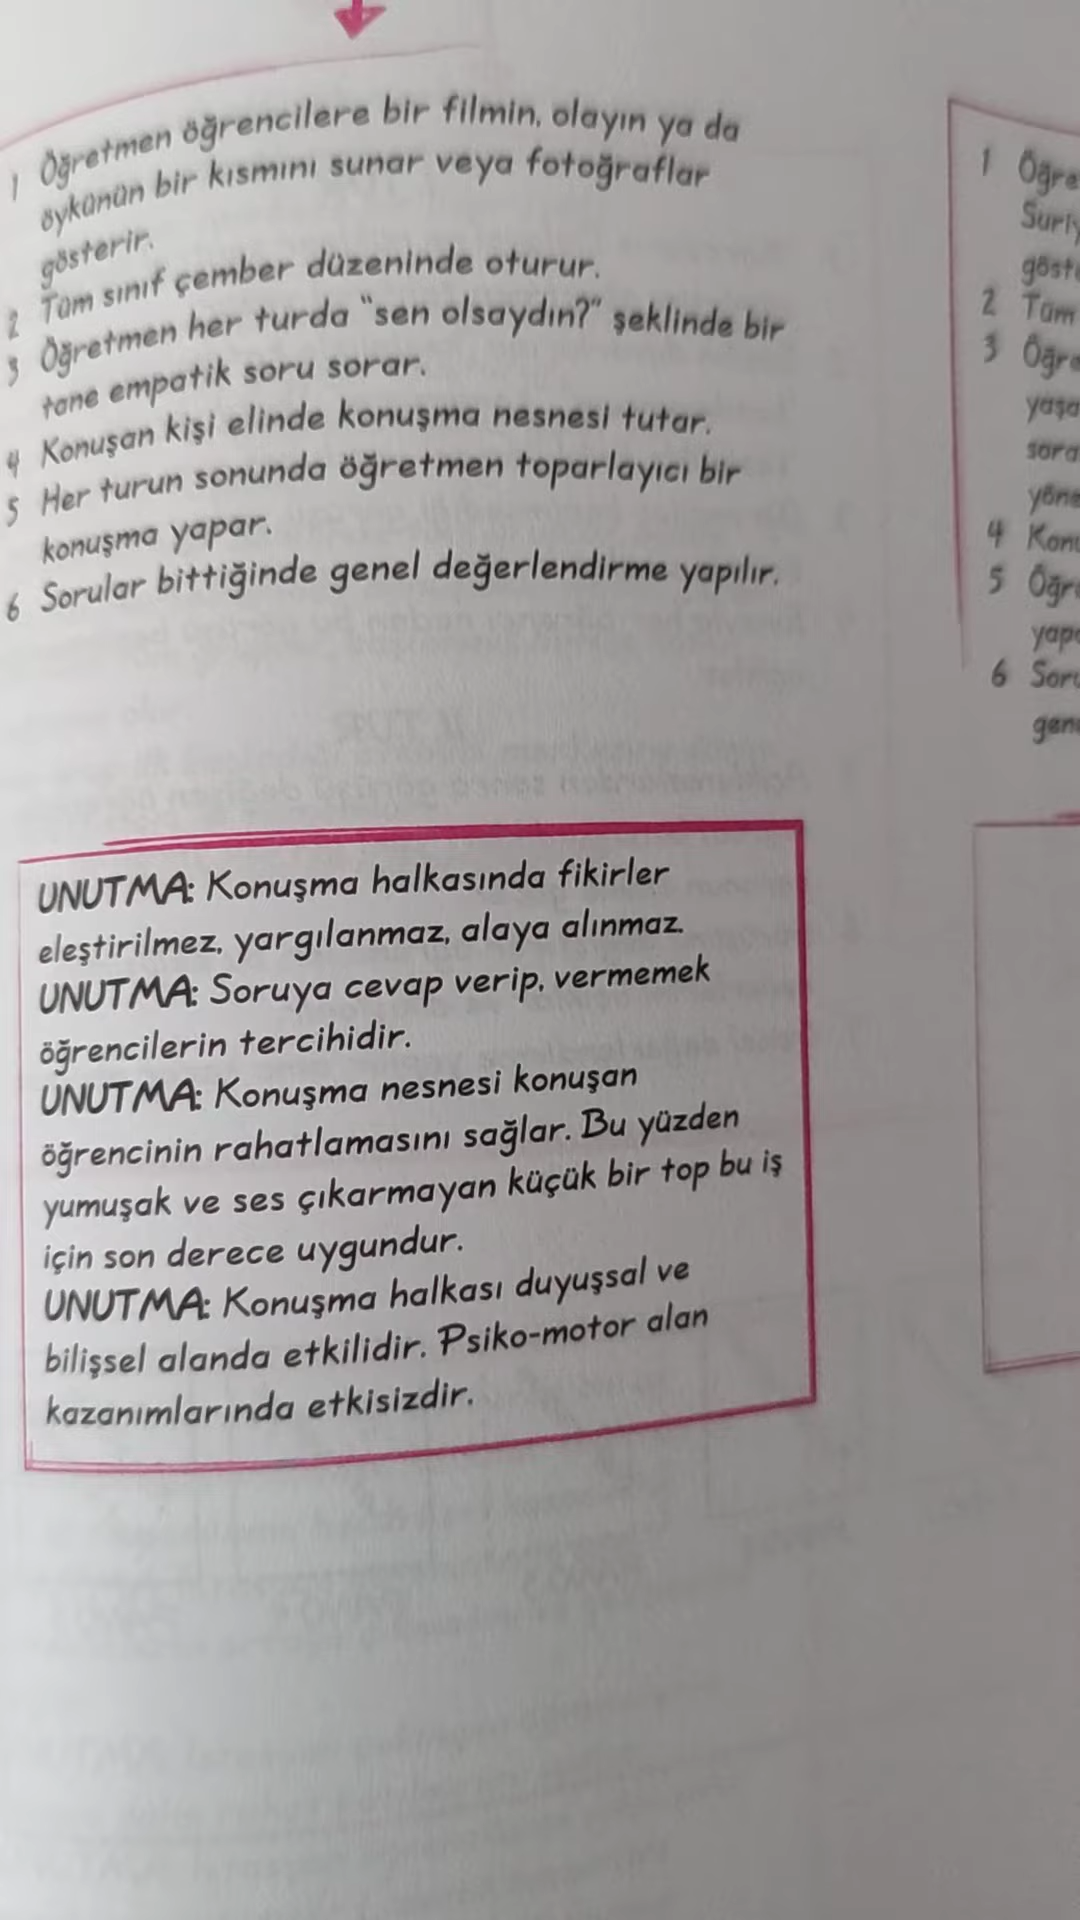 1 Öğretmen öğrencilere bir filmin, olayın ya da
öykünün bir kısmını sunar veya fotoğraflar
gösterir.
2 Tüm sınıf çember düzeninde oturur.
3 Öğretmen her turda "sen olsaydın?" şeklinde bir
tane empatik soru sorar.
4 Konuşan kişi elinde konuşma nesnesi tutar.
5 Her turun sonunda öğretmen toparlayıcı bir
konuşma yapar.
6 Sorular bittiğinde genel değerlendirme yapılır.
UNUTMA: Konuşma halkasında fikirler
eleştirilmez, yargılanmaz, alaya alınmaz.
UNUTMA: Soruya cevap verip, vermemek
öğrencilerin tercihidir.
UNUTMA: Konuşma nesnesi konuşan
öğrencinin rahatlamasını sağlar. Bu yüzden
yumuşak ve ses çıkarmayan küçük bir top bu iş
için son derece uygundur.
UNUTMA: Konuşma halkası duyuşsal ve
bilişsel alanda etkilidir. Psiko-motor alan
kazanımlarında etkisizdir.
1
2 Tüm
3
4
5
6